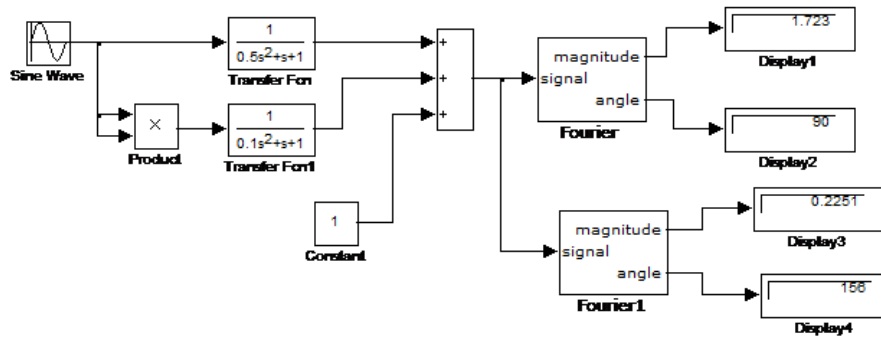 Sine Wave
1
0.5s²+s+1
Transfer Fcn
×
Product
1
0.1s²+s+1
Transfer Fcn1
1
Constant
+
+
+
magnitude
signal
angle
Fourier
1.723
Display1
90
Display2
magnitude
signal
angle
Fourier1
0.2251
Display3
156
Display4